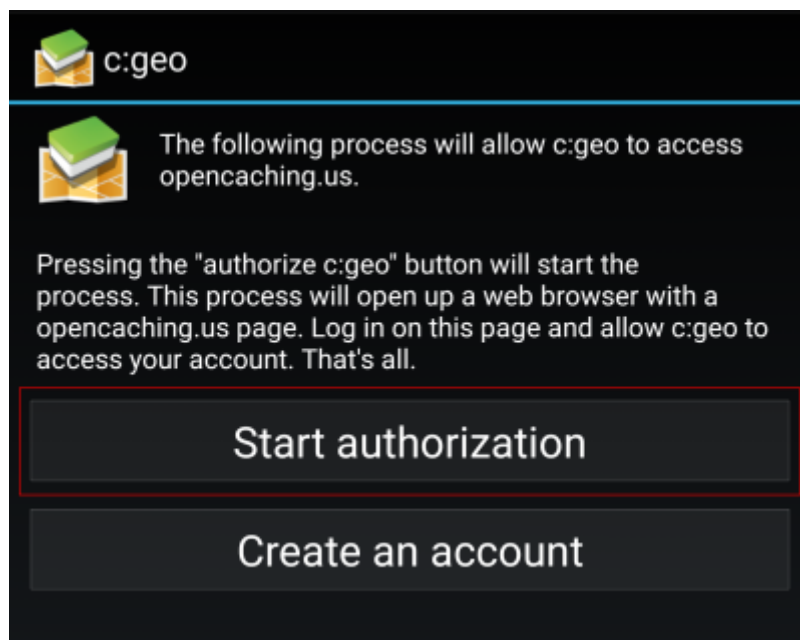 c:geo
The following process will allow c:geo to access
opencaching.us.
Pressing the "authorize c:geo" button will start the
process. This process will open up a web browser with a
opencaching.us page. Log in on this page and allow c:geo to
access your account. That's all.
Start authorization
Create an account